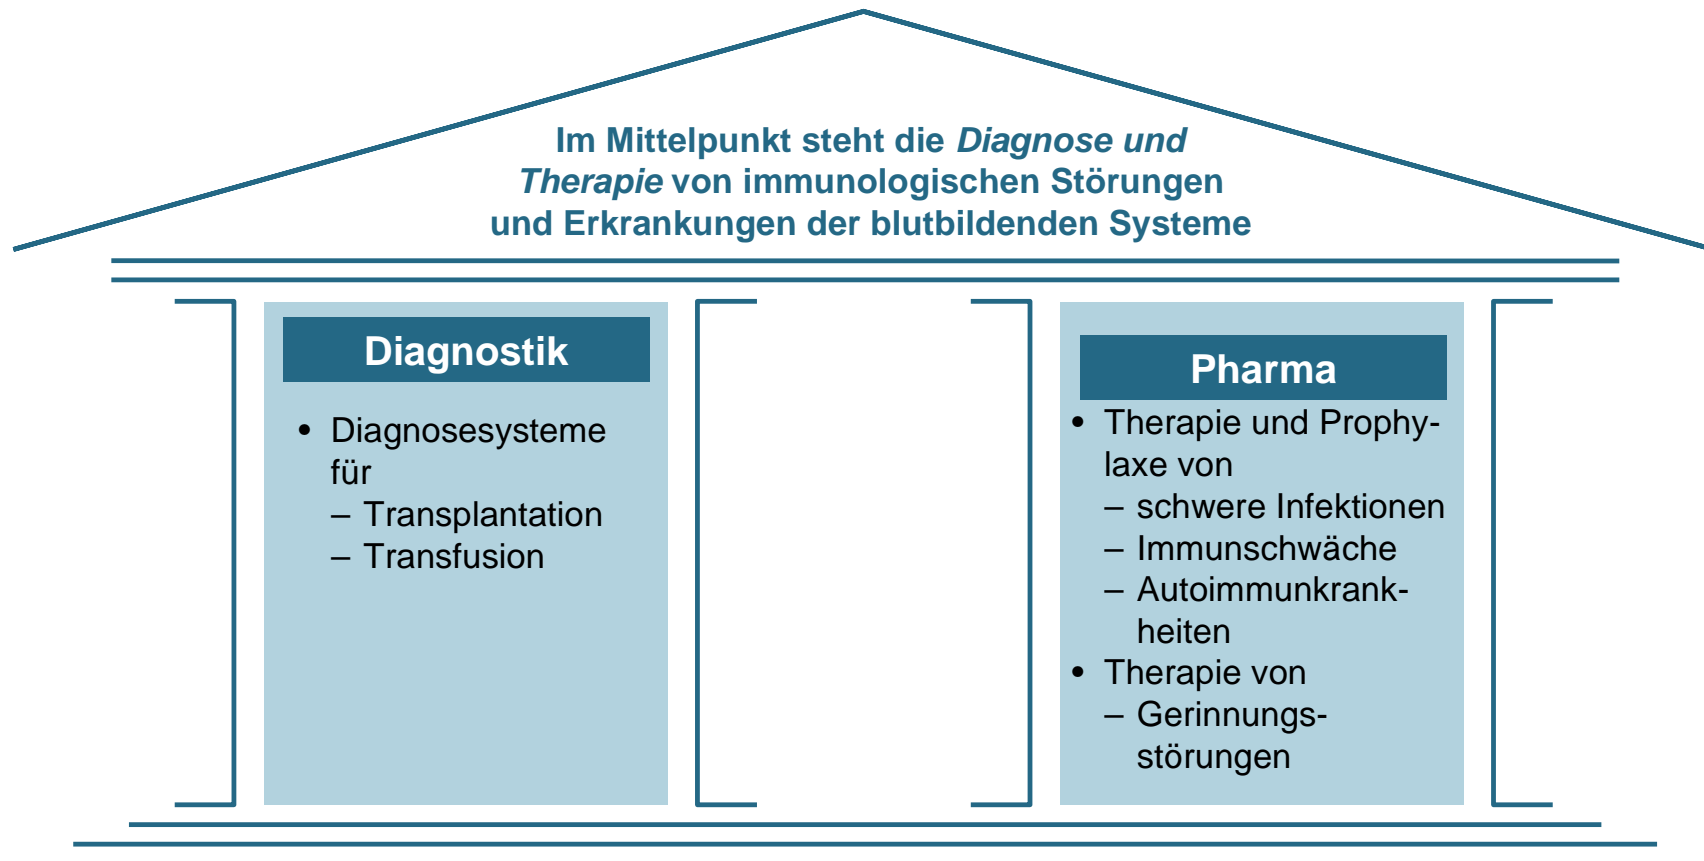 Im Mittelpunkt steht die Diagnose und
Therapie von immunologischen Störungen
und Erkrankungen der blutbildenden Systeme
Diagnostik
• Diagnosesysteme
für
– Transplantation
– Transfusion
Pharma
• Therapie und Prophy-
laxe von
– schwere Infektionen
– Immunschwäche
– Autoimmunkrank-
heiten
• Therapie von
– Gerinnungs-
störungen